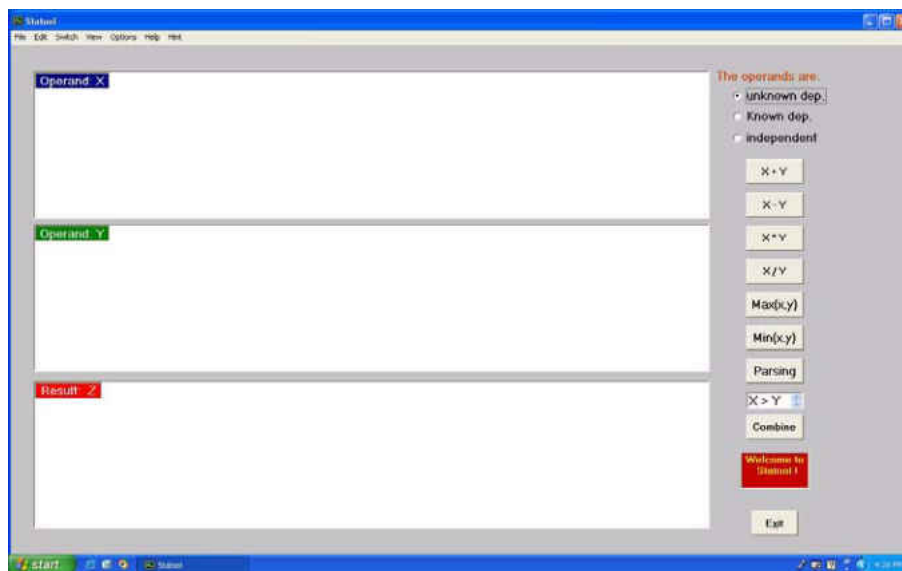 Statool
File Edit Switch View Options Help Hint
Operand: X
Operand: Y
Result: Z
The operands are:
unknown dep.
Known dep.
independent
X + Y
X - Y
X * Y
X / Y
Max(x,y)
Min(x,y)
Parsing
X > Y
Combine
Welcome to
Statool !
Exit
start
Statool